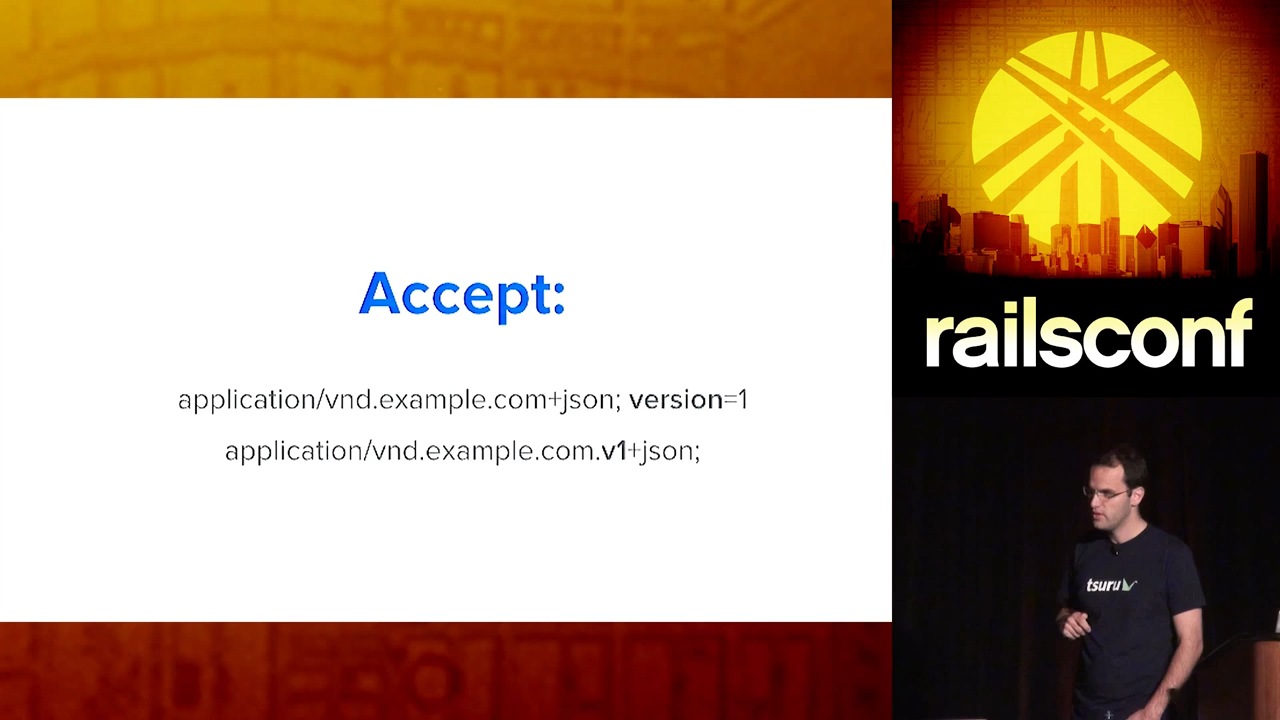 Accept:
application/vnd.example.com+json; version=1
application/vnd.example.com.v1+json;
railsconf
tsuru